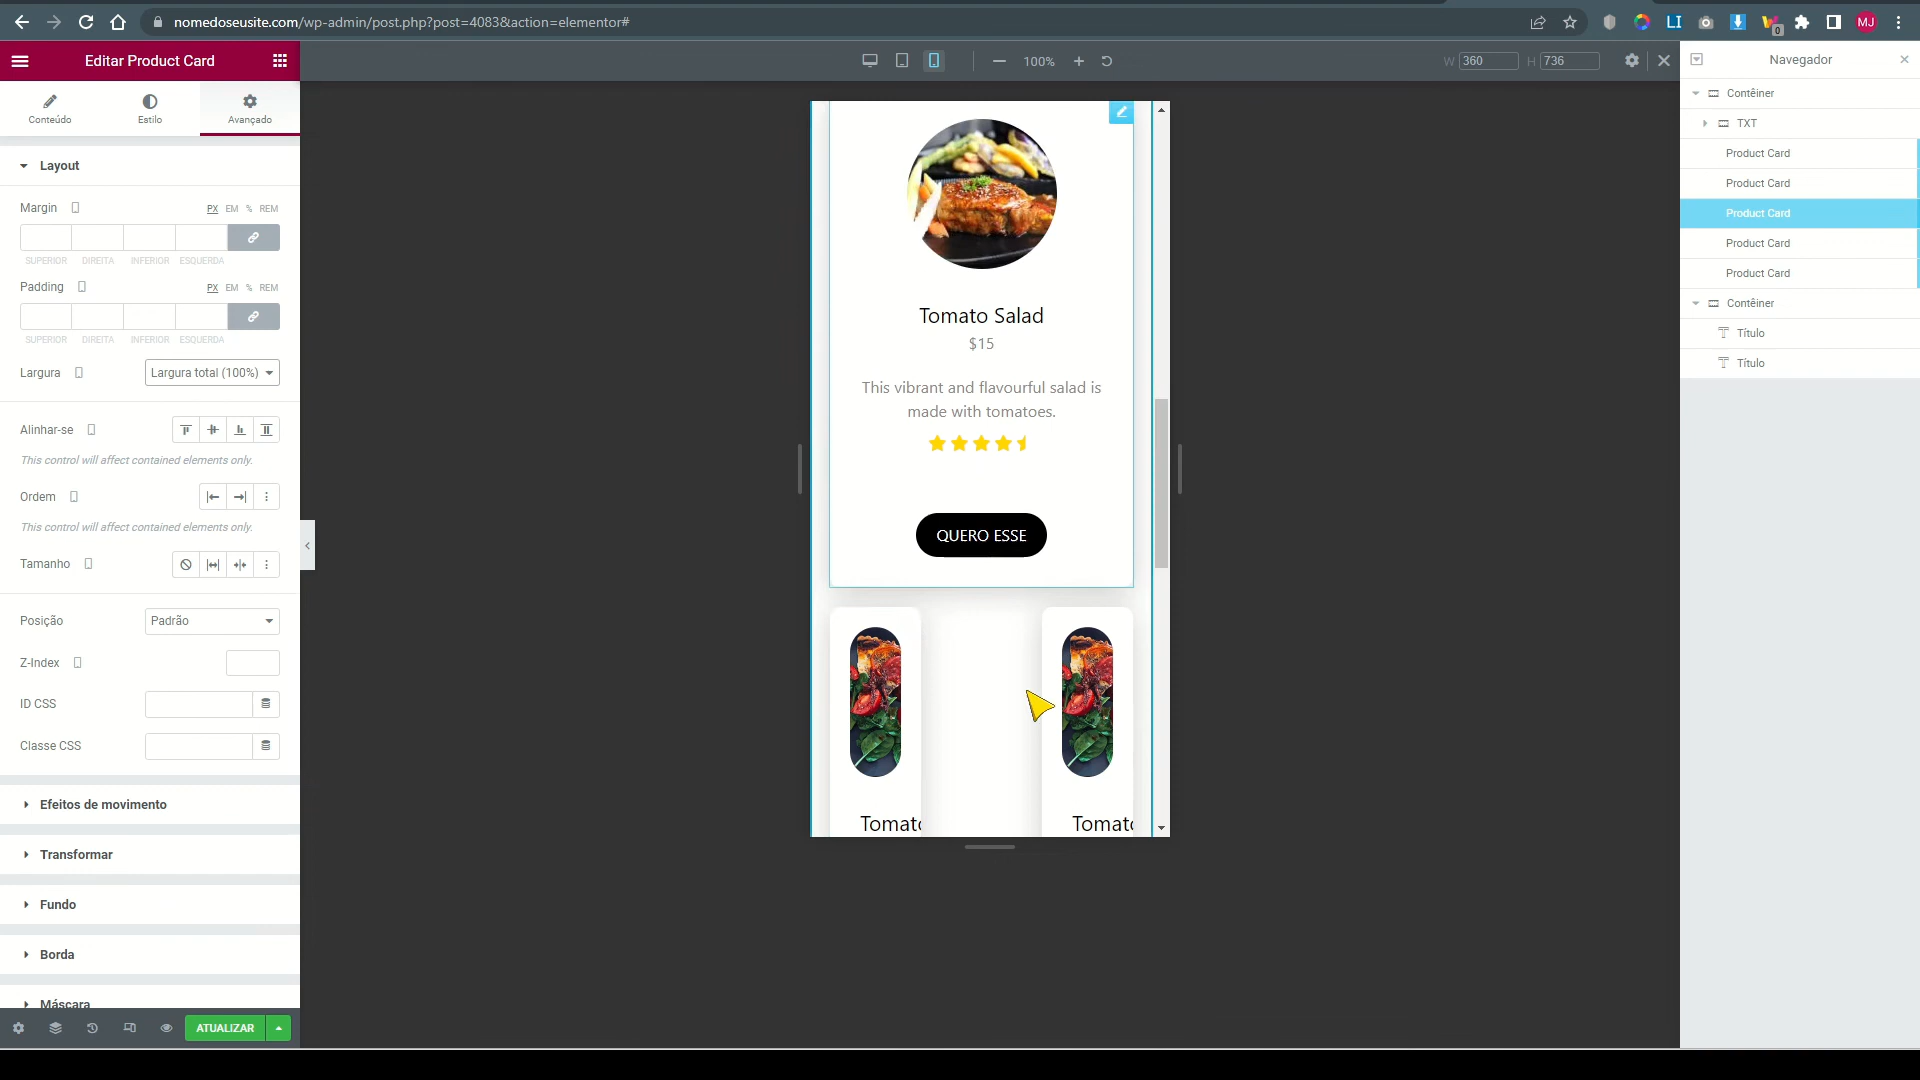 nomedoseusite.com/wp-admin/post.php?post=4083&action=elementor#
LI
0
MJ
Editar Product Card
100%
W 360
H 736
Navegador
Conteúdo
Estilo
Avançado
Layout
Margin
PX EM % REM
SUPERIOR DIREITA INFERIOR ESQUERDA
Padding
PX EM % REM
SUPERIOR DIREITA INFERIOR ESQUERDA
Largura
Largura total (100%)
Alinhar-se
This control will affect contained elements only.
Ordem
This control will affect contained elements only.
Tamanho
Posição
Padrão
Z-Index
ID CSS
Classe CSS
Efeitos de movimento
Transformar
Fundo
Borda
Máscara
ATUALIZAR
Tomato Salad
$15
This vibrant and flavourful salad is
made with tomatoes.
QUERO ESSE
Tomato
Tomato
Contêiner
TXT
Product Card
Product Card
Product Card
Product Card
Product Card
Contêiner
Título
Título